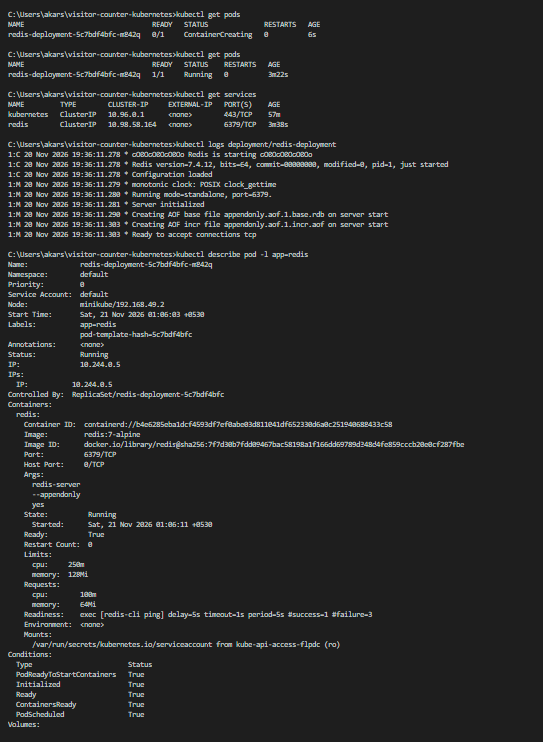 C:\Users\akars\visitor-counter-kubernetes>kubectl get pods
NAME READY STATUS RESTARTS AGE
redis-deployment-5c7bdf4bfc-m842q 0/1 ContainerCreating 0 6s
C:\Users\akars\visitor-counter-kubernetes>kubectl get pods
NAME READY STATUS RESTARTS AGE
redis-deployment-5c7bdf4bfc-m842q 1/1 Running 0 3m22s
C:\Users\akars\visitor-counter-kubernetes>kubectl get services
NAME TYPE CLUSTER-IP EXTERNAL-IP PORT(S) AGE
kubernetes ClusterIP 10.96.0.1 <none> 443/TCP 57m
redis ClusterIP 10.98.58.164 <none> 6379/TCP 3m38s
C:\Users\akars\visitor-counter-kubernetes>kubectl logs deployment/redis-deployment
1:C 20 Nov 2026 19:36:11.278 * Redis is starting
1:C 20 Nov 2026 19:36:11.278 * Redis version=7.4.12, bits=64, commit=00000000, modified=0, pid=1, just started
1:C 20 Nov 2026 19:36:11.278 * Configuration loaded
1:M 20 Nov 2026 19:36:11.279 * monotonic clock: POSIX clock_gettime
1:M 20 Nov 2026 19:36:11.280 * Running mode=standalone, port=6379.
1:M 20 Nov 2026 19:36:11.281 * Server initialized
1:M 20 Nov 2026 19:36:11.290 * Creating AOF base file appendonly.aof.1.base.rdb on server start
1:M 20 Nov 2026 19:36:11.303 * Creating AOF incr file appendonly.aof.1.incr.aof on server start
1:M 20 Nov 2026 19:36:11.303 * Ready to accept connections tcp
C:\Users\akars\visitor-counter-kubernetes>kubectl describe pod -l app=redis
Name: redis-deployment-5c7bdf4bfc-m842q
Namespace: default
Priority: 0
Service Account: default
Node: minikube/192.168.49.2
Start Time: Sat, 21 Nov 2026 01:06:03 +0530
Labels: app=redis
pod-template-hash=5c7bdf4bfc
Annotations: <none>
Status: Running
IP: 10.244.0.5
IPs:
IP: 10.244.0.5
Controlled By: ReplicaSet/redis-deployment-5c7bdf4bfc
Containers:
redis:
Container ID: containerd://b4e6285eba1dcf4593df7ef0abe03d811041df652330d6a0c251940688433c58
Image: redis:7-alpine
Image ID: docker.io/library/redis@sha256:7f7d30b7fdd09467bac58198a1f166dd69789d348d4fe859cccb20e0cf287fbe
Port: 6379/TCP
Host Port: 0/TCP
Args:
redis-server
--appendonly
yes
State: Running
Started: Sat, 21 Nov 2026 01:06:11 +0530
Ready: True
Restart Count: 0
Limits:
cpu: 250m
memory: 128Mi
Requests:
cpu: 100m
memory: 64Mi
Readiness: exec [redis-cli ping] delay=5s timeout=1s period=5s #success=1 #failure=3
Environment: <none>
Mounts:
/var/run/secrets/kubernetes.io/serviceaccount from kube-api-access-flpdc (ro)
Conditions:
Type Status
PodReadyToStartContainers True
Initialized True
Ready True
ContainersReady True
PodScheduled True
Volumes: